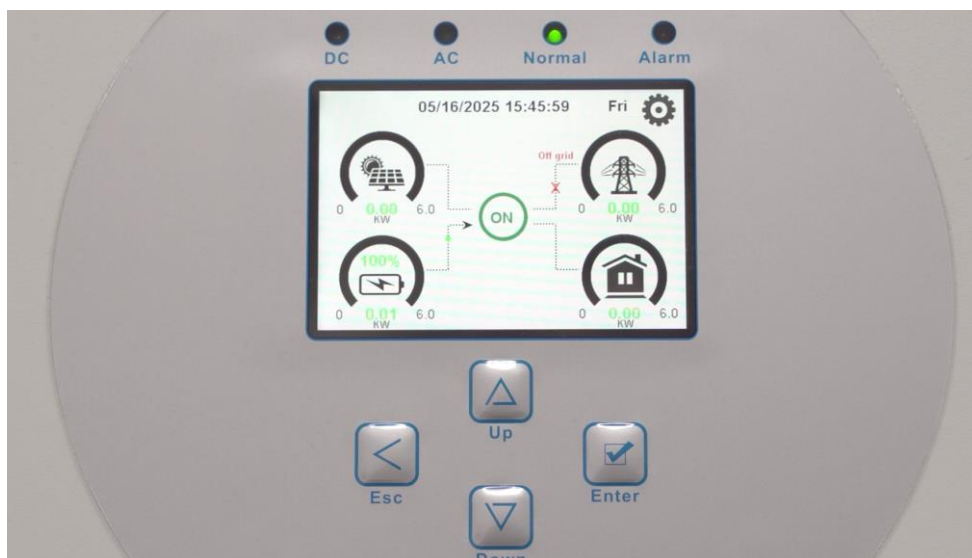 DC AC Normal Alarm
05/16/2025 15:45:59 Fri
Off grid
0 0.00 6.0 0 0.00 6.0
KW KW
ON
100%
0 0.01 6.0 0 0.00 6.0
KW KW
Up
Esc Enter
Down